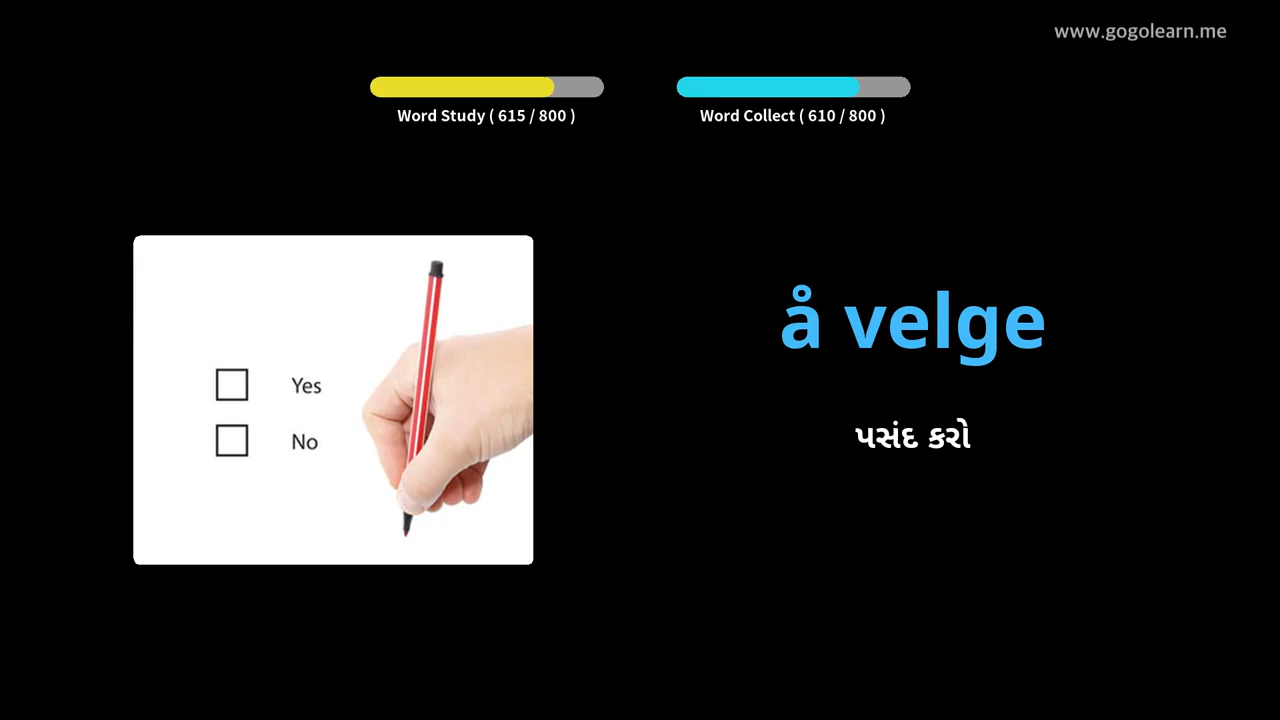 www.gogolearn.me
Word Study ( 615 / 800 )
Word Collect ( 610 / 800 )
Yes
No
å velge
પસંદ કરો